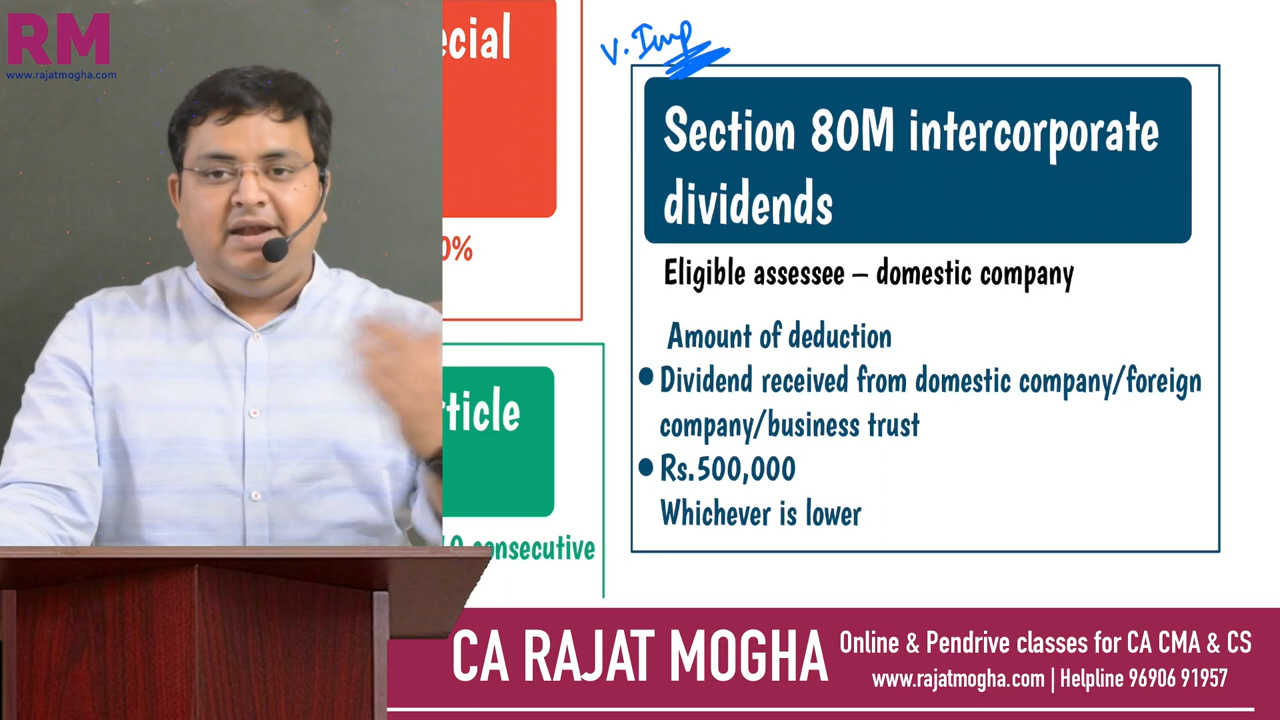 RM
www.rajatmogha.com
ecial
0%
rticle
10 consecutive
V. Imp
Section 80M intercorporate
dividends
Eligible assessee – domestic company
Amount of deduction
Dividend received from domestic company/foreign
company/business trust
Rs.500,000
Whichever is lower
CA RAJAT MOGHA
Online & Pendrive classes for CA CMA & CS
www.rajatmogha.com | Helpline 96906 91957